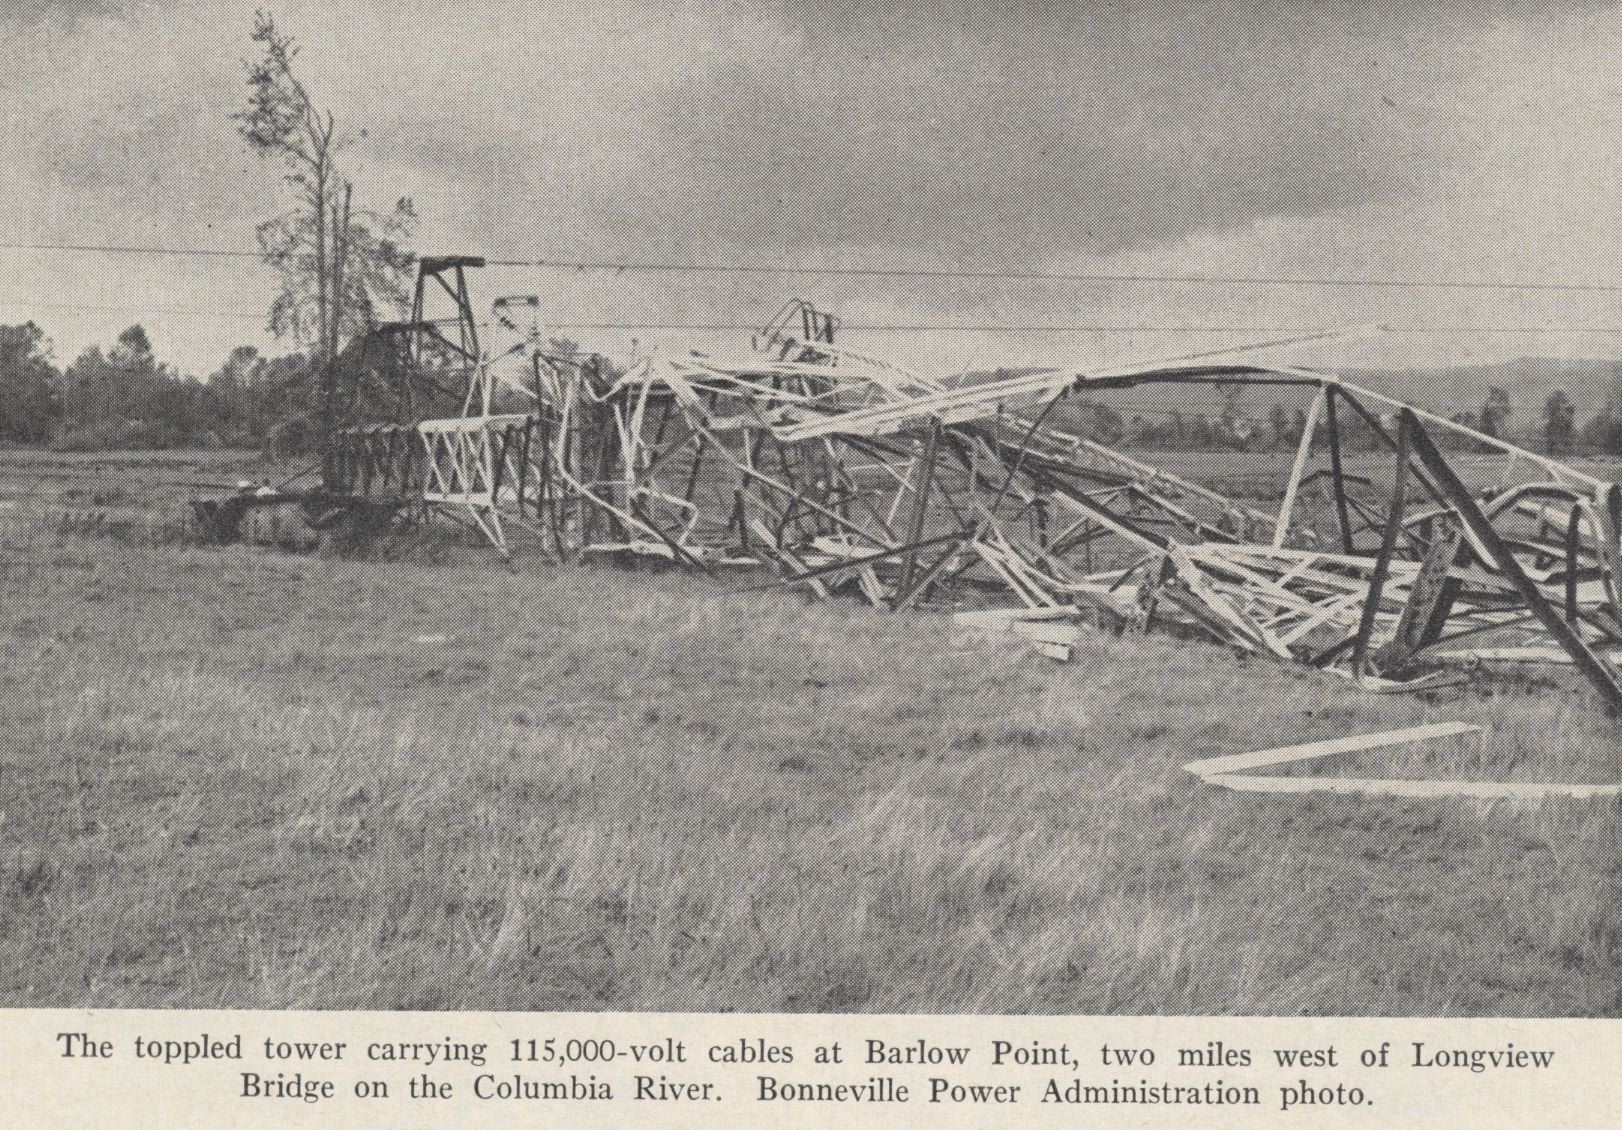 The toppled tower carrying 115,000-volt cables at Barlow Point, two miles west of Longview
Bridge on the Columbia River. Bonneville Power Administration photo.